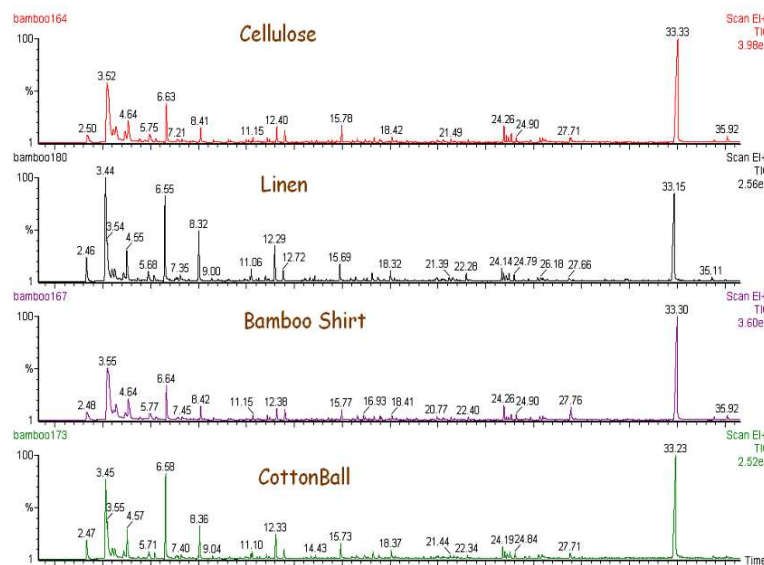 bamboo164 Cellulose Scan EI+
TIC
3.98e
100 33.33
3.52
% 4.64 6.63
2.50 5.75 7.21 8.41 11.15 12.40 15.78 18.42 21.49 24.26 24.90 27.71 35.92
1
bamboo180 Linen Scan EI+
TIC
2.56e
100 3.44 6.55 33.15
3.54 8.32
% 2.46 4.55 12.29
5.68 7.35 9.00 11.06 12.72 15.69 18.32 21.39 22.28 24.14 24.79 26.18 27.66 35.11
1
bamboo167 Bamboo Shirt Scan EI+
TIC
3.60e
100 33.30
3.55
% 4.64 6.64
2.48 5.77 7.45 8.42 11.15 12.38 15.77 16.93 18.41 20.77 22.40 24.26 24.90 27.76 35.92
1
bamboo173 CottonBall Scan EI+
TIC
2.52e
100 3.45 6.58 33.23
3.55
% 2.47 4.57 8.36 12.33
5.71 7.40 9.04 11.10 14.43 15.73 18.37 21.44 22.34 24.19 24.84 27.71
1 Time